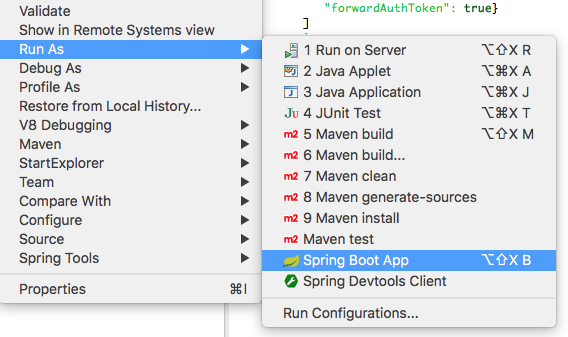 "forwardAuthToken": true}
]
Validate
Show in Remote Systems view
Run As
Debug As
Profile As
Restore from Local History...
V8 Debugging
Maven
StartExplorer
Team
Compare With
Configure
Source
Spring Tools
Properties ⌘I
1 Run on Server ⌥⇧X R
2 Java Applet ⌥⌘X A
3 Java Application ⌥⌘X J
Ju 4 JUnit Test ⌥⌘X T
m2 5 Maven build ⌥⇧X M
m2 6 Maven build...
m2 7 Maven clean
m2 8 Maven generate-sources
m2 9 Maven install
m2 Maven test
Spring Boot App ⌥⇧X B
Spring Devtools Client
Run Configurations...